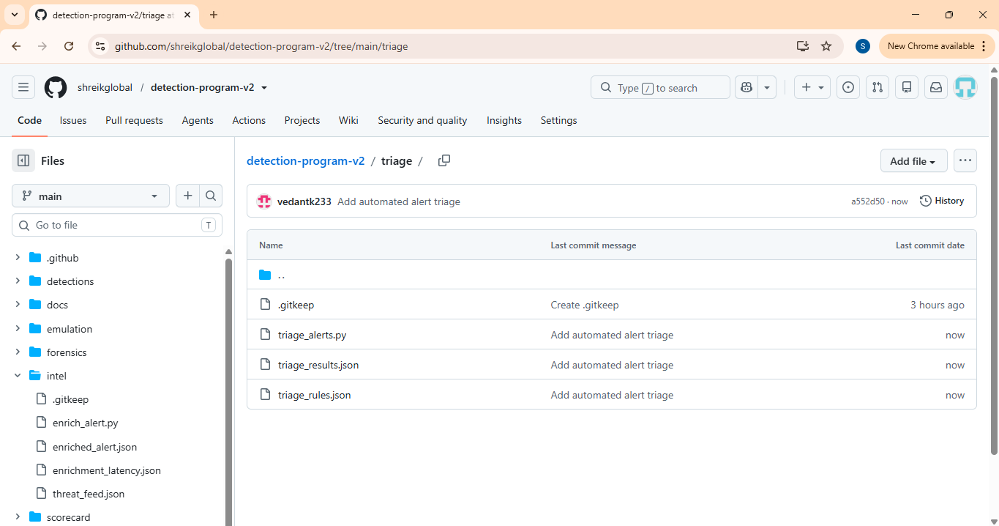 detection-program-v2/triage at
github.com/shreikglobal/detection-program-v2/tree/main/triage
S
New Chrome available
shreikglobal / detection-program-v2
Type / to search
Code Issues Pull requests Agents Actions Projects Wiki Security and quality Insights Settings
Files
main
Go to file T
.github
detections
docs
emulation
forensics
intel
.gitkeep
enrich_alert.py
enriched_alert.json
enrichment_latency.json
threat_feed.json
scorecard
detection-program-v2 / triage /
Add file
vedantk233 Add automated alert triage a552d50 · now History
Name Last commit message Last commit date
..
.gitkeep Create .gitkeep 3 hours ago
triage_alerts.py Add automated alert triage now
triage_results.json Add automated alert triage now
triage_rules.json Add automated alert triage now